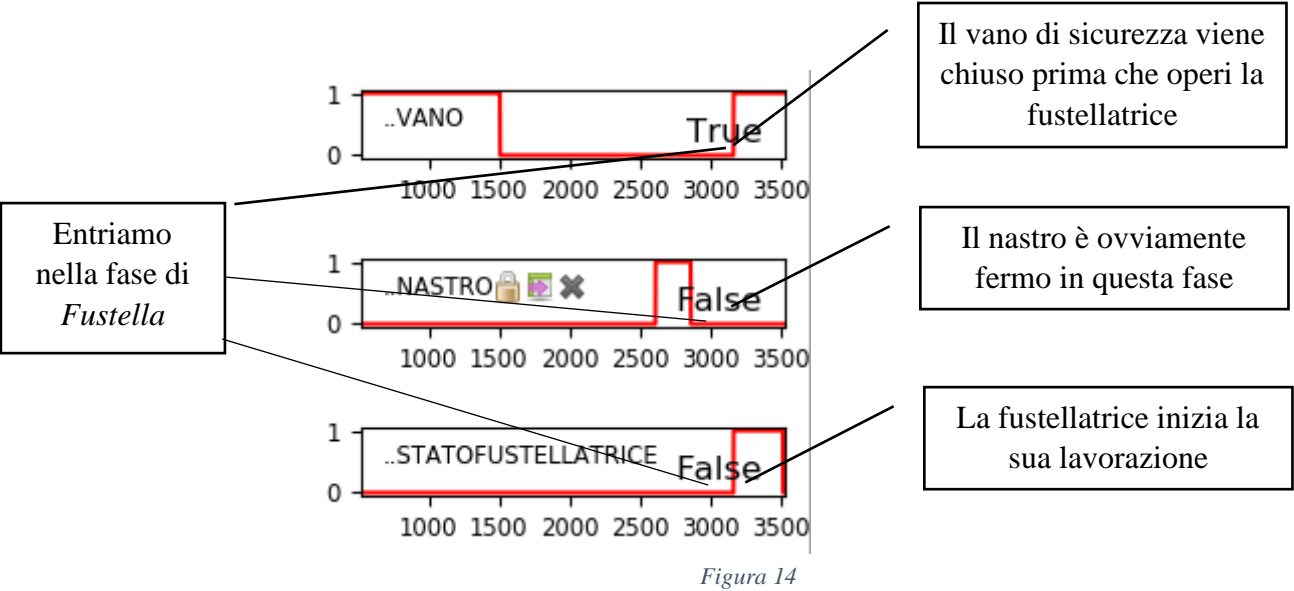 Il vano di sicurezza viene
chiuso prima che operi la
fustellatrice
1
..VANO
True
0
1000 1500 2000 2500 3000 3500
Entriamo
nella fase di
Fustella
Il nastro è ovviamente
fermo in questa fase
1
..NASTRO
False
0
1000 1500 2000 2500 3000 3500
La fustellatrice inizia la
sua lavorazione
1
..STATOFUSTELLATRICE
False
0
1000 1500 2000 2500 3000 3500
Figura 14